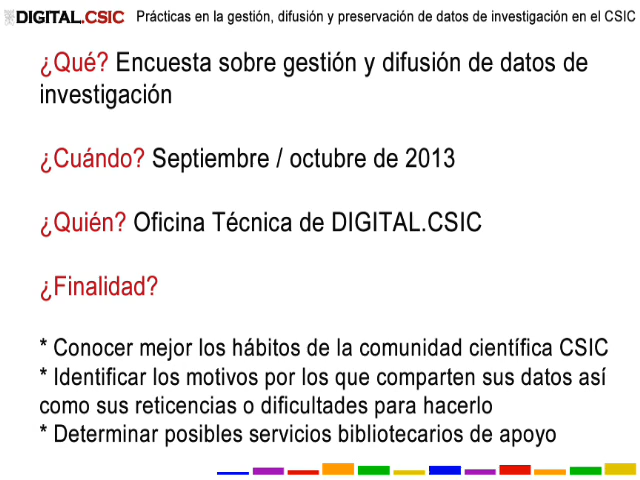 DIGITAL.CSIC Prácticas en la gestión, difusión y preservación de datos de investigación en el CSIC
¿Qué? Encuesta sobre gestión y difusión de datos de
investigación
¿Cuándo? Septiembre / octubre de 2013
¿Quién? Oficina Técnica de DIGITAL.CSIC
¿Finalidad?
* Conocer mejor los hábitos de la comunidad científica CSIC
* Identificar los motivos por los que comparten sus datos así
como sus reticencias o dificultades para hacerlo
* Determinar posibles servicios bibliotecarios de apoyo